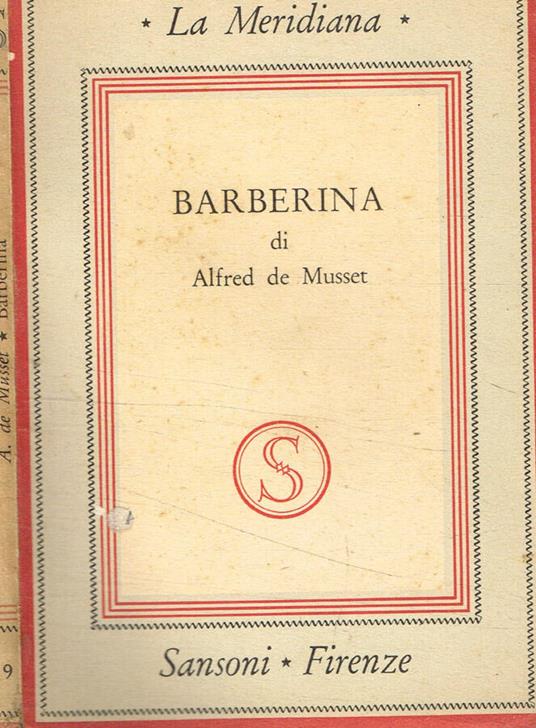 ★ La Meridiana ★
BARBERINA
di
Alfred de Musset
S
Sansoni ★ Firenze
A. de Musset ★ Barberina
9